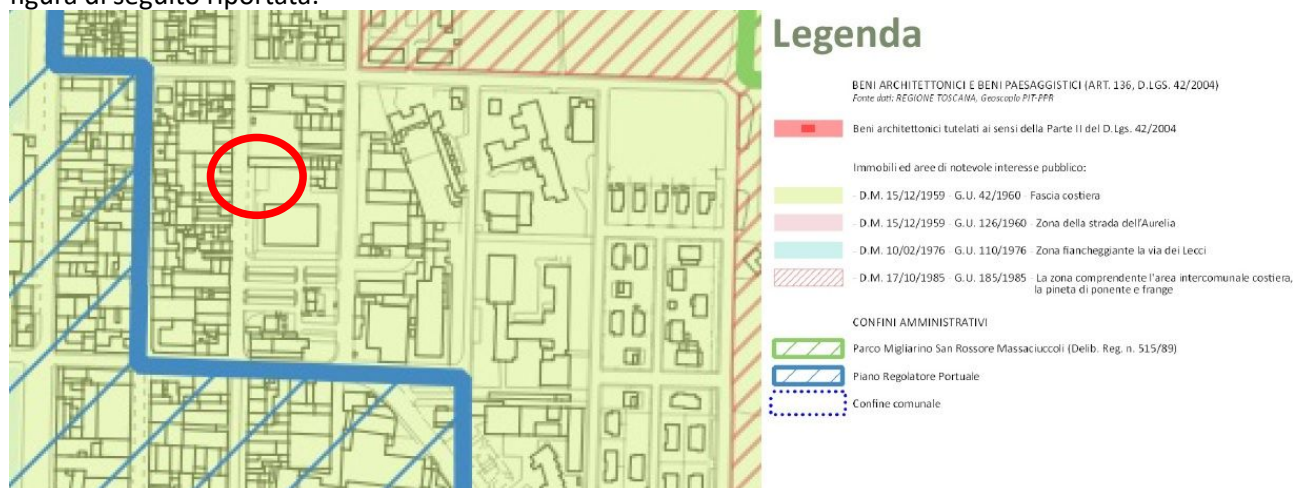 figura di seguito riportata.
Legenda
BENI ARCHITETTONICI E BENI PAESAGGISTICI (ART. 136, D.LGS. 42/2004)
Fonte dati: REGIONE TOSCANA, Geoscopio PIT-PPR
Beni architettonici tutelati ai sensi della Parte II del D.Lgs. 42/2004
Immobili ed aree di notevole interesse pubblico:
- D.M. 15/12/1959 - G.U. 42/1960 - Fascia costiera
- D.M. 15/12/1959 - G.U. 126/1960 - Zona della strada dell'Aurelia
- D.M. 10/02/1976 - G.U. 110/1976 - Zona fiancheggiante la via dei Lecci
- D.M. 17/10/1985 - G.U. 185/1985 - La zona comprendente l'area intercomunale costiera,
la pineta di ponente e frange
CONFINI AMMINISTRATIVI
Parco Migliarino San Rossore Massaciuccoli (Delib. Reg. n. 515/89)
Piano Regolatore Portuale
Confine comunale